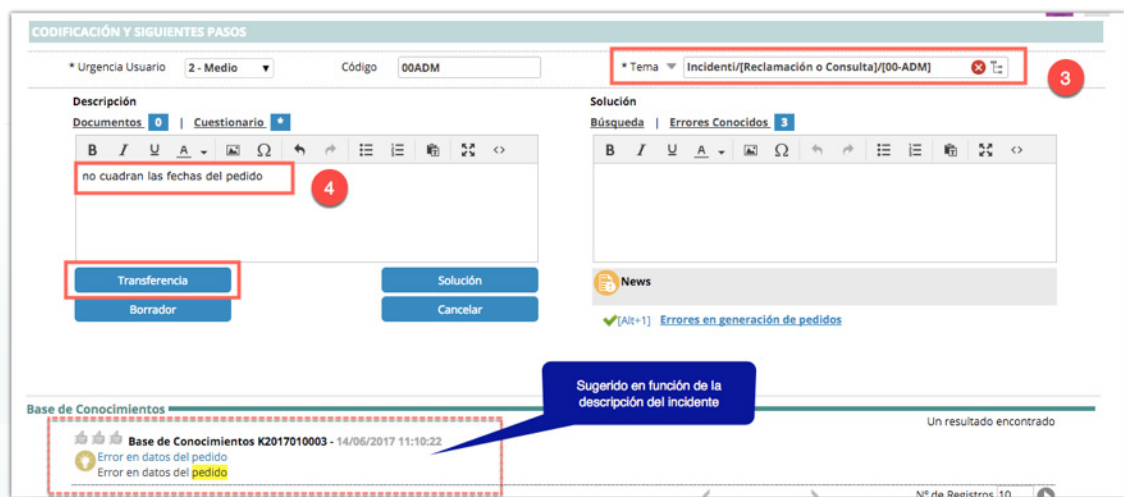 CODIFICACIÓN Y SIGUIENTES PASOS
* Urgencia Usuario 2 - Medio Código 00ADM * Tema Incidenti/[Reclamación o Consulta]/[00-ADM]
3
Descripción
Documentos 0 | Cuestionario *
B I U A Ω
no cuadran las fechas del pedido
4
Transferencia Solución
Borrador Cancelar
Solución
Búsqueda | Errores Conocidos 3
B I U A Ω
News
[Alt+1] Errores en generación de pedidos
Sugerido en función de la
descripción del incidente
Base de Conocimientos
Un resultado encontrado
Base de Conocimientos K2017010003 - 14/06/2017 11:10:22
Error en datos del pedido
Error en datos del pedido
Nº de Registros 10